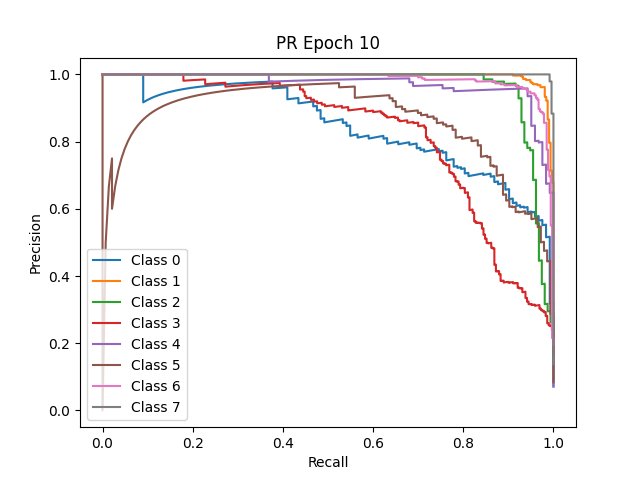 PR Epoch 10
Precision
1.0
0.8
0.6
0.4
0.2
0.0
Class 0
Class 1
Class 2
Class 3
Class 4
Class 5
Class 6
Class 7
0.0 0.2 0.4 0.6 0.8 1.0
Recall